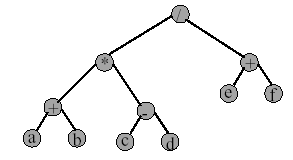 /
* +
+ - e f
a b c d